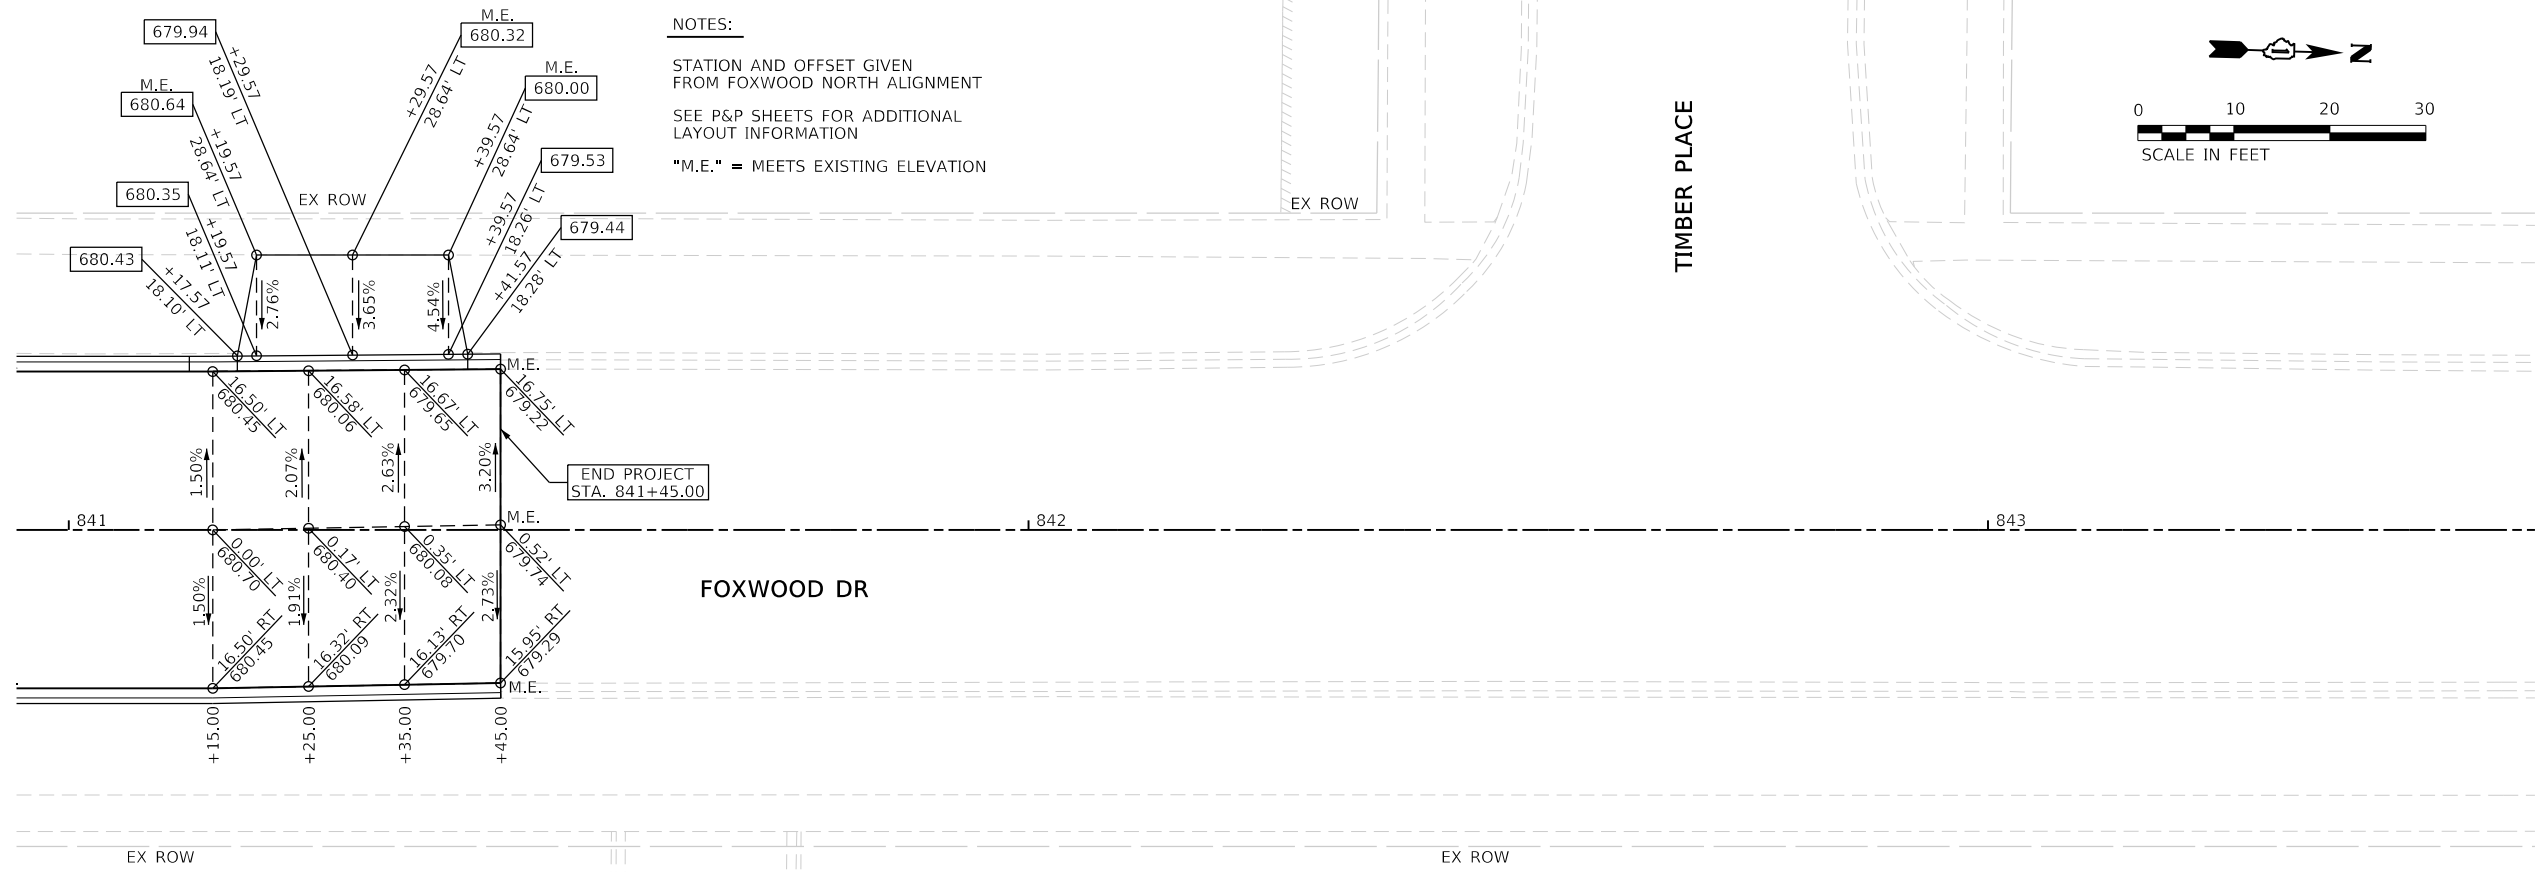 679.94
+29.57
18.19' LT
M.E.
680.32
+29.57
28.64' LT
M.E.
680.64
+19.57
28.64' LT
M.E.
680.00
+39.57
28.64' LT
680.35
+19.57
18.11' LT
679.53
+39.57
18.26' LT
680.43
+17.57
18.10' LT
679.44
+41.57
18.28' LT
EX ROW
2.76%
3.65%
4.54%
NOTES:
STATION AND OFFSET GIVEN
FROM FOXWOOD NORTH ALIGNMENT
SEE P&P SHEETS FOR ADDITIONAL
LAYOUT INFORMATION
"M.E." = MEETS EXISTING ELEVATION
EX ROW
TIMBER PLACE
N
0 10 20 30
SCALE IN FEET
M.E.
16.50' LT
680.45
16.58' LT
680.06
16.67' LT
679.65
16.75' LT
679.22
1.50%
2.07%
2.63%
3.20%
END PROJECT
STA. 841+45.00
841
M.E.
842
843
0.00' LT
680.70
0.17' LT
680.40
0.35' LT
680.08
0.52' LT
679.74
1.50%
1.91%
2.32%
2.73%
FOXWOOD DR
16.50' RT
680.45
16.32' RT
680.09
16.13' RT
679.70
15.95' RT
679.29
M.E.
+15.00
+25.00
+35.00
+45.00
EX ROW
EX ROW